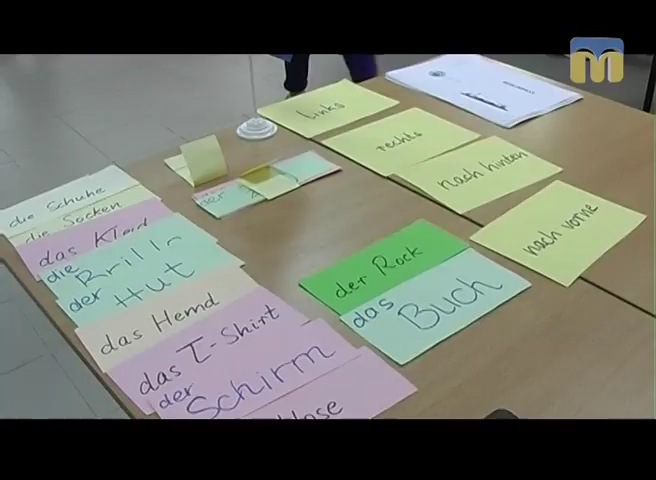 die Schuhe
die Socken
das Kleid
die
Brille
der
Hut
das Hemd
das T-Shirt
der
Schirm
der
der Rock
das
Buch
links
rechts
nach hinten
nach vorne